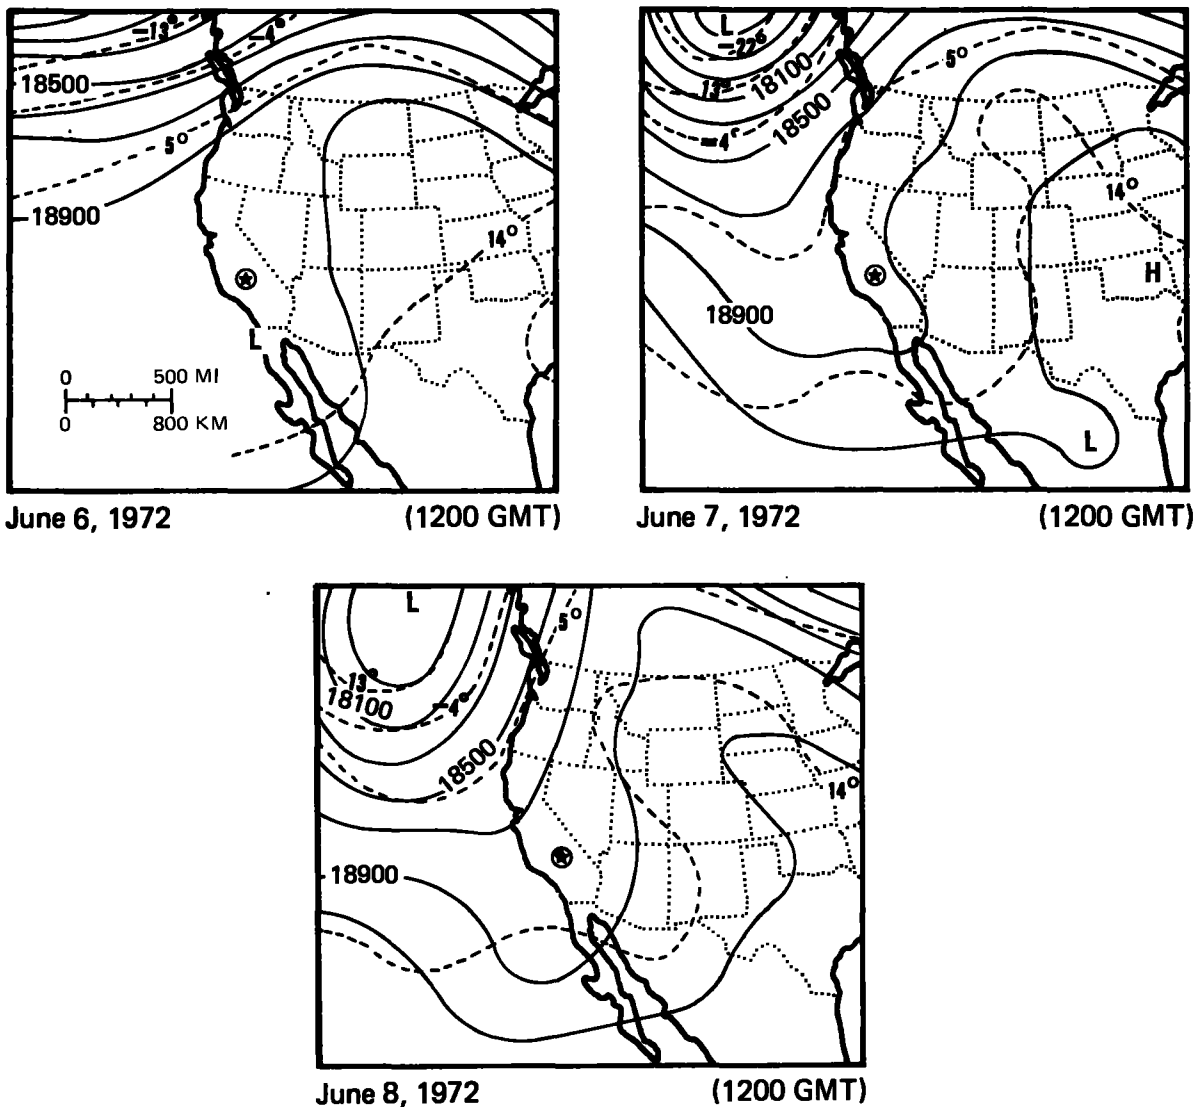 -13°
-4°
18500
5°
18900
14°
L
0 500 MI
0 800 KM
June 6, 1972 (1200 GMT)
L
-22°
5°
13°
18100
18500
-4°
14°
H
18900
L
June 7, 1972 (1200 GMT)
L
5°
-13°
18100
-4°
18500
14°
18900
June 8, 1972 (1200 GMT)